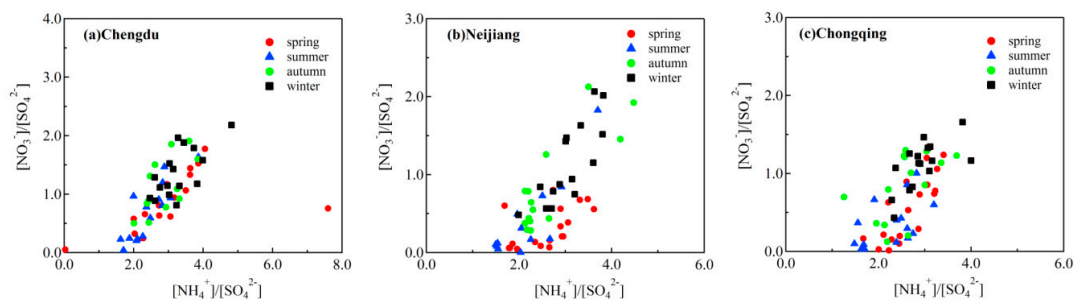 (a)Chengdu
spring
summer
autumn
winter
4.0
3.0
2.0
1.0
0.0
0.0
2.0
4.0
6.0
8.0
[NO₃⁻]/[SO₄²⁻]
[NH₄⁺]/[SO₄²⁻]
(b)Neijiang
spring
summer
autumn
winter
3.0
2.0
1.0
0.0
0.0
2.0
4.0
6.0
[NO₃⁻]/[SO₄²⁻]
[NH₄⁺]/[SO₄²⁻]
(c)Chongqing
spring
summer
autumn
winter
3.0
2.0
1.0
0.0
0.0
2.0
4.0
6.0
[NO₃⁻]/[SO₄²⁻]
[NH₄⁺]/[SO₄²⁻]